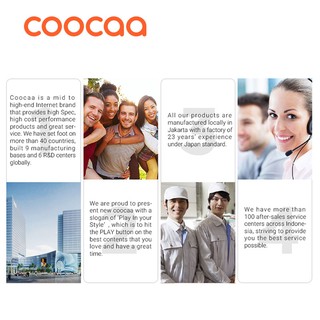 coocaa
Coocaa is a mid to
high-end Internet brand
that provides high Spec,
high cost performance
products and great ser-
vice. We have set foot on
more than 40 countries,
built 9 manufacturing
bases and 6 R&D centers
globally.
All our products are
manufactured locally in
Jakarta with a factory of
23 years' experience
under Japan standard.
We are proud to pres-
ent new coocaa with a
slogan of 'Play In your
Style' , which is to hit
the PLAY button on the
best contents that you
love and have a great
time.
We have more than
100 after-sales service
centers across Indone-
sia, striving to provide
you the best service
possible.